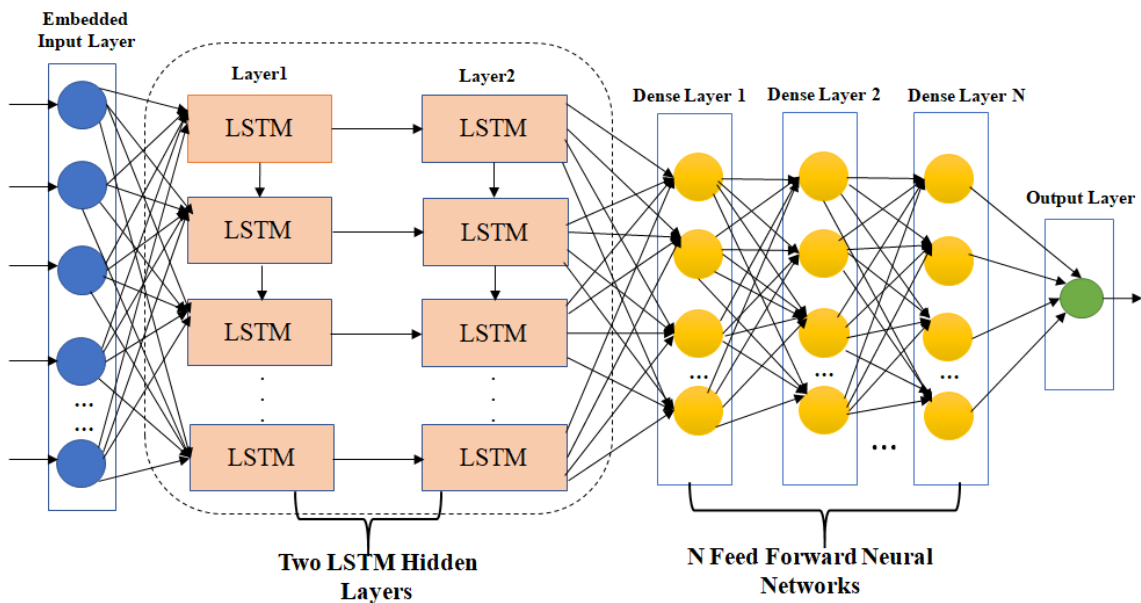 Embedded
Input Layer
Layer1
Layer2
Dense Layer 1
Dense Layer 2
Dense Layer N
Output Layer
LSTM
LSTM
LSTM
LSTM
LSTM
LSTM
...
...
...
...
...
...
LSTM
LSTM
...
Two LSTM Hidden
Layers
N Feed Forward Neural
Networks